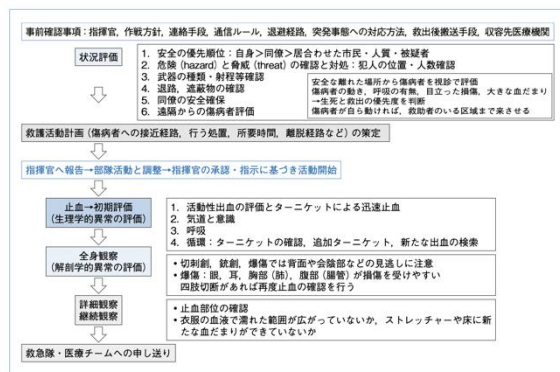 事前確認事項：指揮官，作戦方針，連絡手段，通信ルール，退避経路，突発事態への対応方法，救出後搬送手段，収容先医療機関
状況評価
1. 安全の優先順位：自身＞同僚＞居合わせた市民・人質・被疑者
2. 危険（hazard）と脅威（threat）の確認と対処：犯人の位置・人数確認
3. 武器の種類・射程等確認
4. 退路，遮蔽物の確認
5. 同僚の安全確保
6. 遠隔からの傷病者評価
安全な離れた場所から傷病者を視診で評価
傷病者の動き，呼吸の有無，目立った損傷，大きな血だまり
→生死と救出の優先度を判断
傷病者が自ら動ければ，救助者のいる区域まで来させる
救護活動計画（傷病者への接近経路，行う処置，所要時間，離脱経路など）の策定
指揮官へ報告→部隊活動と調整→指揮官の承認・指示に基づき活動開始
止血→初期評価
（生理学的異常の評価）
1. 活動性出血の評価とターニケットによる迅速止血
2. 気道と意識
3. 呼吸
4. 循環：ターニケットの確認，追加ターニケット，新たな出血の検索
全身観察
（解剖学的異常の評価）
・切刺創，銃創，爆傷では背面や会陰部などの見逃しに注意
・爆傷：眼，耳，胸部（肺），腹部（腸管）が損傷を受けやすい
四肢切断があれば再度止血の確認を行う
詳細観察
継続観察
・止血部位の確認
・衣服の血液で濡れた範囲が広がっていないか，ストレッチャーや床に新
たな血だまりができていないか
救急隊・医療チームへの申し送り